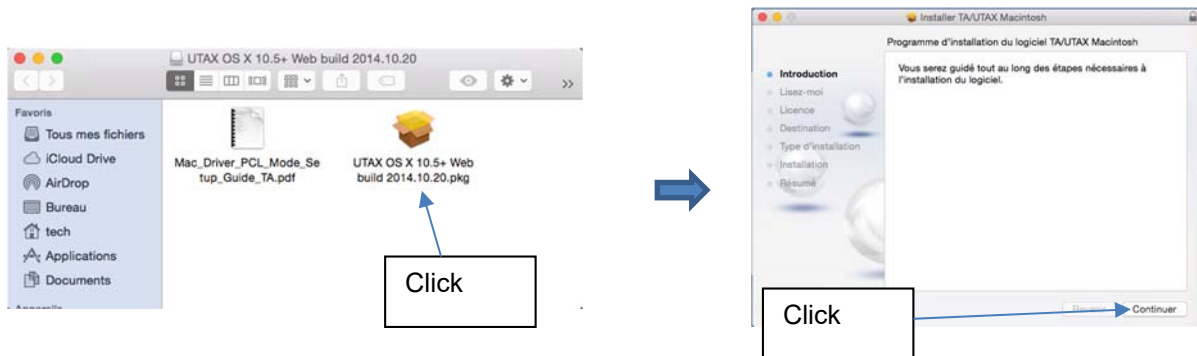 UTAX OS X 10.5+ Web build 2014.10.20
Favoris
Tous mes fichiers
iCloud Drive
AirDrop
Bureau
tech
Applications
Documents
Appareils
Mac_Driver_PCL_Mode_Se
tup_Guide_TA.pdf
UTAX OS X 10.5+ Web
build 2014.10.20.pkg
Click
Installer TA/UTAX Macintosh
Programme d'installation du logiciel TA/UTAX Macintosh
Introduction
Lisez-moi
Licence
Destination
Type d'installation
Installation
Résumé
Vous serez guidé tout au long des étapes nécessaires à
l'installation du logiciel.
Click
Continuer